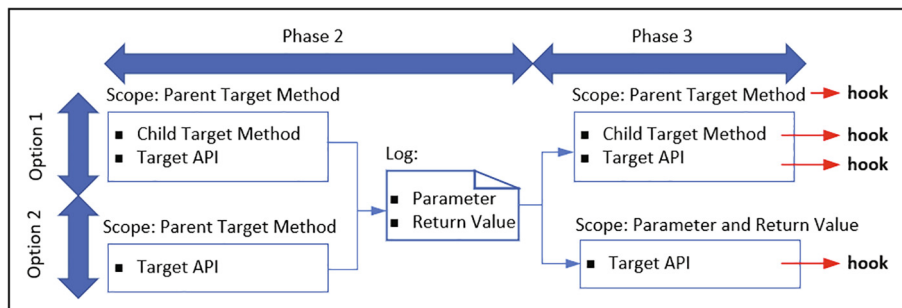 Phase 2
Phase 3
Option 1
Scope: Parent Target Method
▪ Child Target Method
▪ Target API
Option 2
Scope: Parent Target Method
▪ Target API
Log:
▪ Parameter
▪ Return Value
Scope: Parent Target Method hook
▪ Child Target Method hook
▪ Target API hook
Scope: Parameter and Return Value
▪ Target API hook